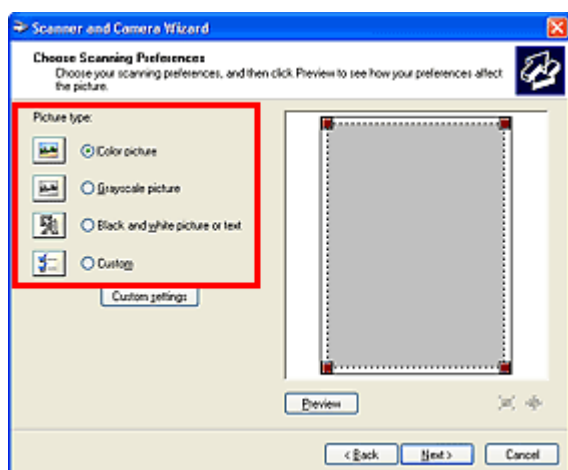 Scanner and Camera Wizard
Choose Scanning Preferences
Choose your scanning preferences, and then click Preview to see how your preferences affect
the picture.
Picture type:
Color picture
Grayscale picture
Black and white picture or text
Custom
Custom settings
Preview
< Back
Next >
Cancel